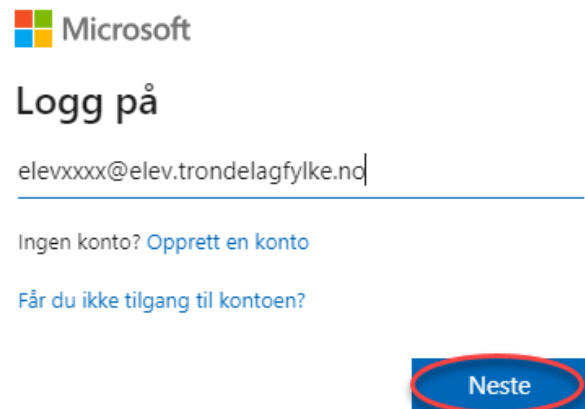 Microsoft
Logg på
elevxxxx@elev.trondelagfylke.no
Ingen konto? Opprett en konto
Får du ikke tilgang til kontoen?
Neste